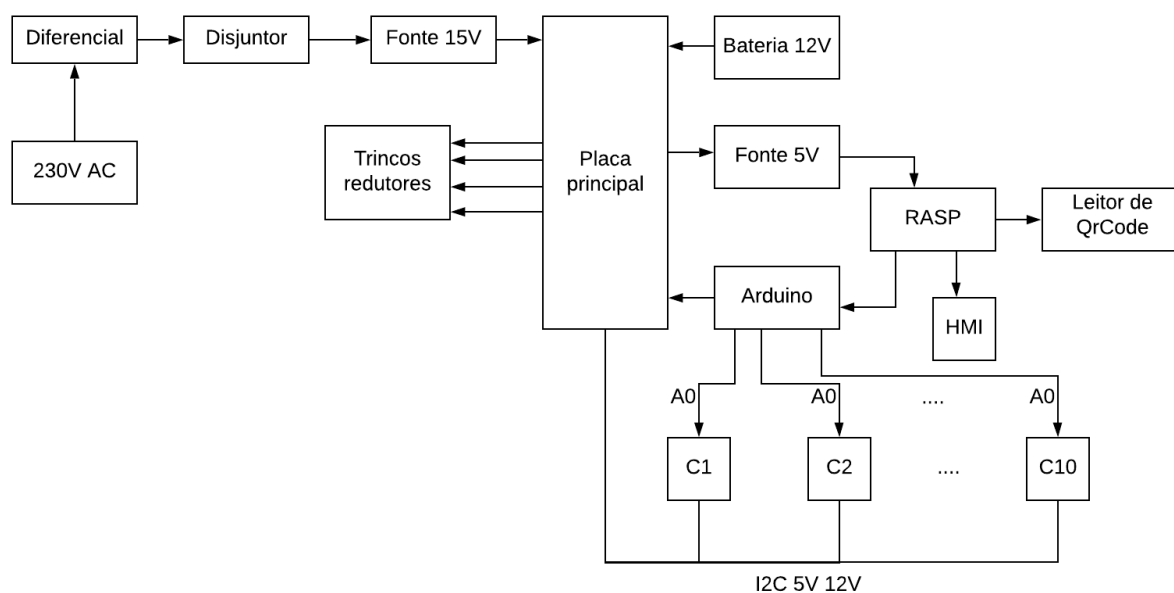 Diferencial
Disjuntor
Fonte 15V
Bateria 12V
230V AC
Trincos
redutores
Placa
principal
Fonte 5V
RASP
Leitor de
QrCode
Arduino
HMI
A0
A0
....
A0
C1
C2
....
C10
I2C 5V 12V